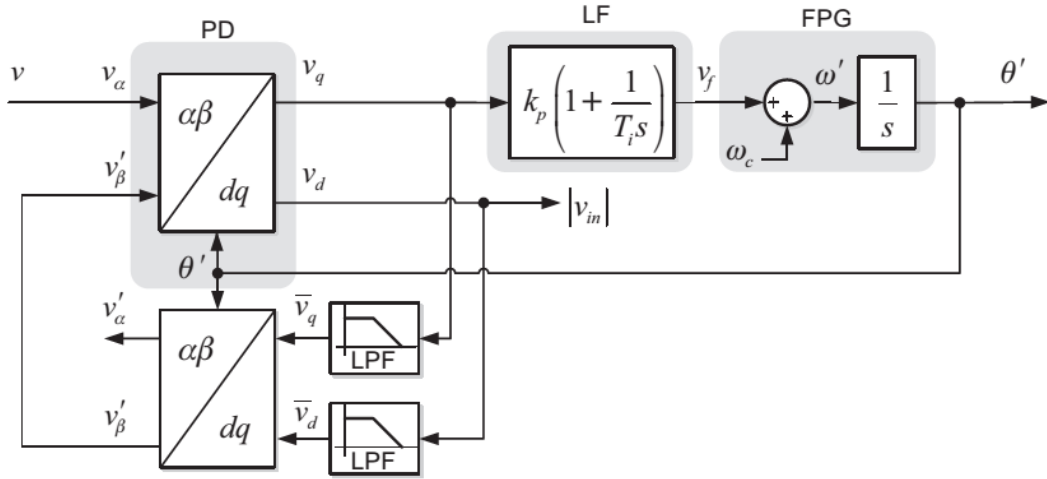 PD
LF
FPG
v
v_α
αβ
dq
v_q
v_d
k_p (1 + 1/(T_i s))
v_f
+
+
ω_c
ω'
1/s
θ'
v'_β
|v_in|
θ'
v'_α
αβ
dq
v̅_q
LPF
v'_β
v̅_d
LPF